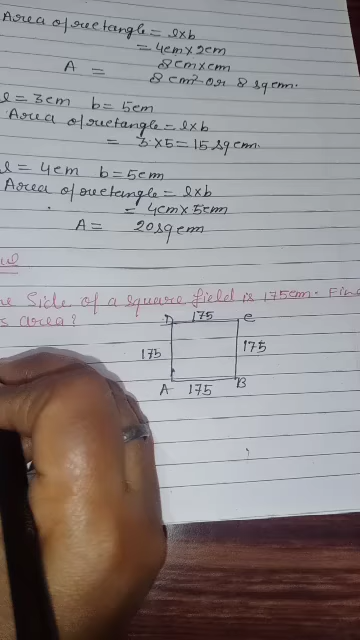 Area of rectangle = l x b
= 4cm x 2cm
8cm x cm
A = 8 cm² or 8 sq cm.
l = 3cm b = 5cm
Area of rectangle = l x b
= 3 x 5 = 15 sq cm.
l = 4cm b = 5cm
Area of rectangle = l x b
= 4cm x 5cm
A = 20 sq cm
Side of a square field is 175cm. Find
area?
D 175 C
175 175
A 175 B